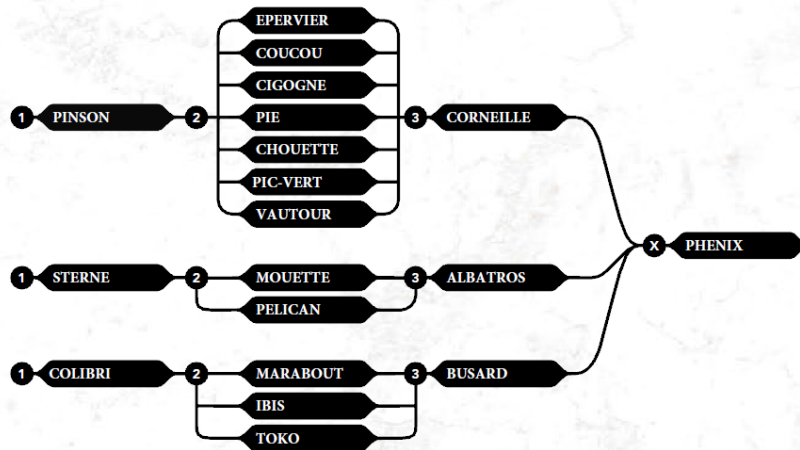 EPERVIER
COUCOU
CIGOGNE
1 PINSON 2 PIE 3 CORNEILLE
CHOUETTE
PIC-VERT
VAUTOUR
X PHENIX
1 STERNE 2 MOUETTE 3 ALBATROS
PELICAN
1 COLIBRI 2 MARABOUT 3 BUSARD
IBIS
TOKO